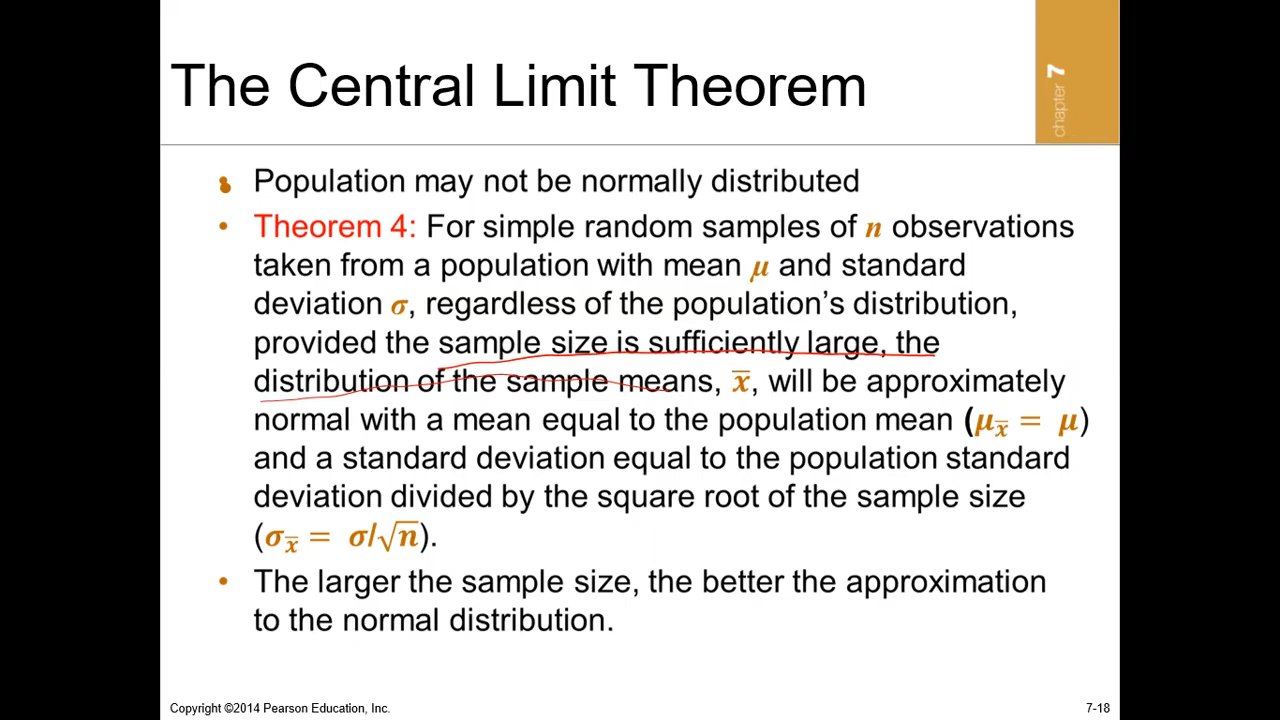 The Central Limit Theorem
chapter 7
• Population may not be normally distributed
• Theorem 4: For simple random samples of n observations
taken from a population with mean μ and standard
deviation σ, regardless of the population's distribution,
provided the sample size is sufficiently large, the
distribution of the sample means, x̅, will be approximately
normal with a mean equal to the population mean (μx̅ = μ)
and a standard deviation equal to the population standard
deviation divided by the square root of the sample size
(σx̅ = σ/√n).
• The larger the sample size, the better the approximation
to the normal distribution.
Copyright ©2014 Pearson Education, Inc.
7-18